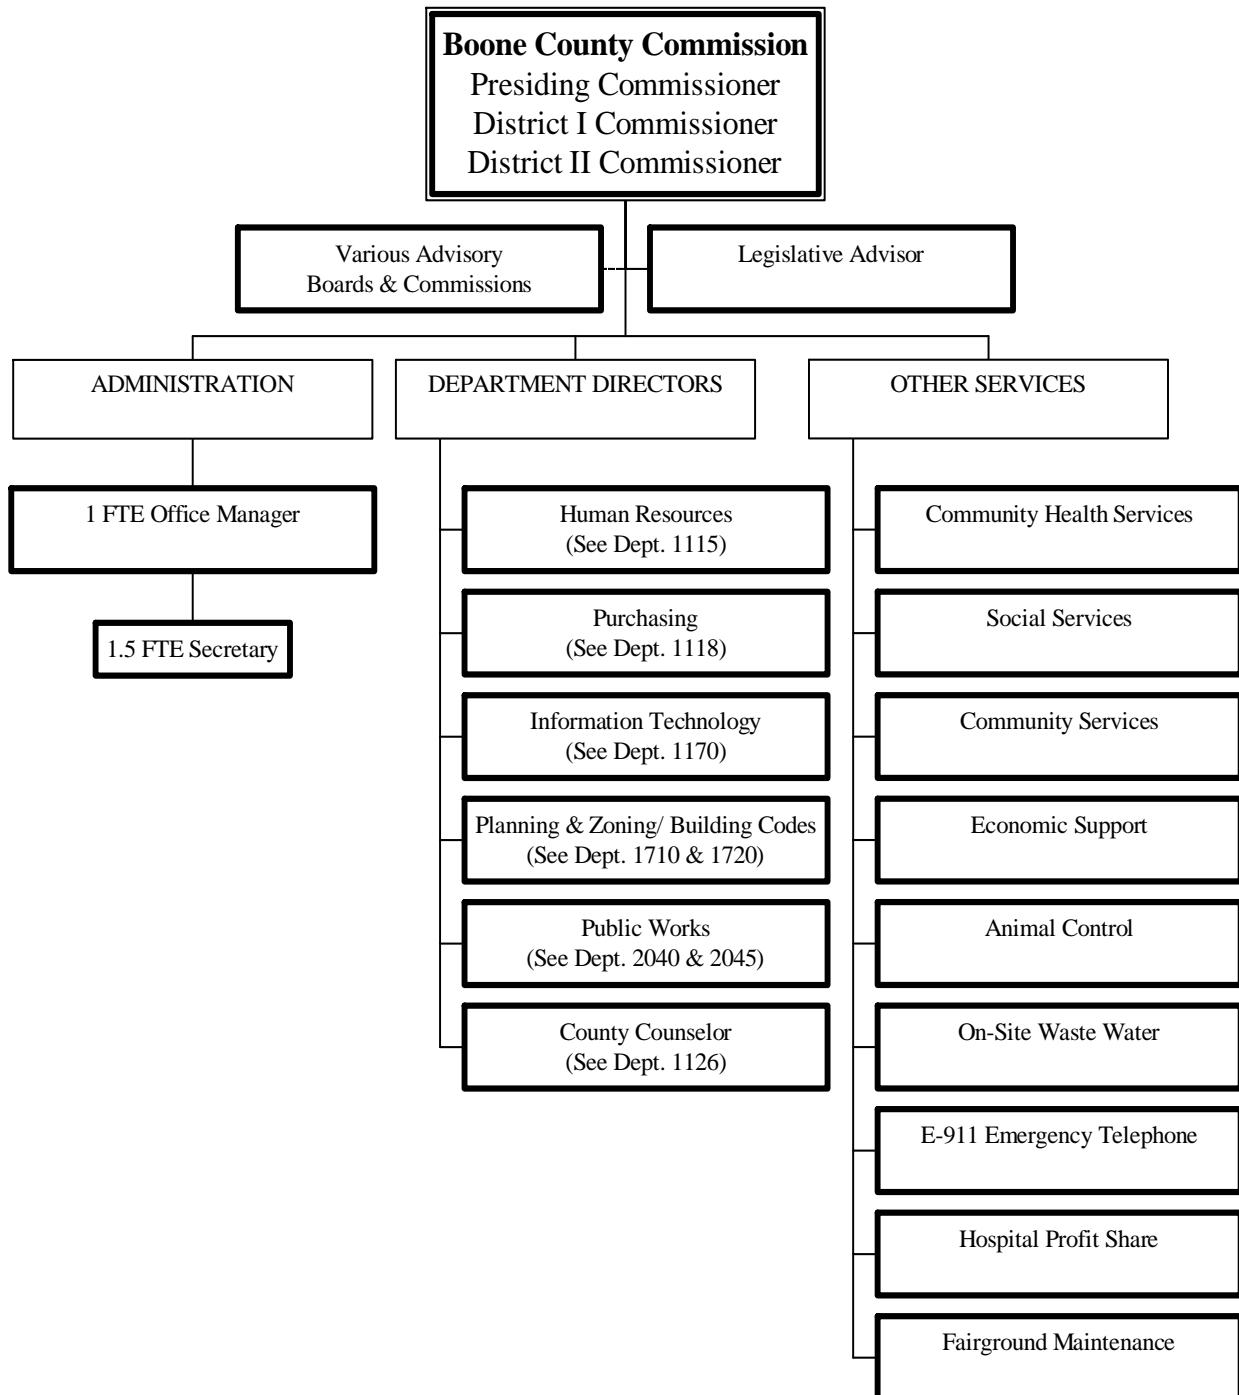 Boone County Commission
Presiding Commissioner
District I Commissioner
District II Commissioner
Various Advisory
Boards & Commissions
Legislative Advisor
ADMINISTRATION
DEPARTMENT DIRECTORS
OTHER SERVICES
1 FTE Office Manager
1.5 FTE Secretary
Human Resources
(See Dept. 1115)
Purchasing
(See Dept. 1118)
Information Technology
(See Dept. 1170)
Planning & Zoning/ Building Codes
(See Dept. 1710 & 1720)
Public Works
(See Dept. 2040 & 2045)
County Counselor
(See Dept. 1126)
Community Health Services
Social Services
Community Services
Economic Support
Animal Control
On-Site Waste Water
E-911 Emergency Telephone
Hospital Profit Share
Fairground Maintenance